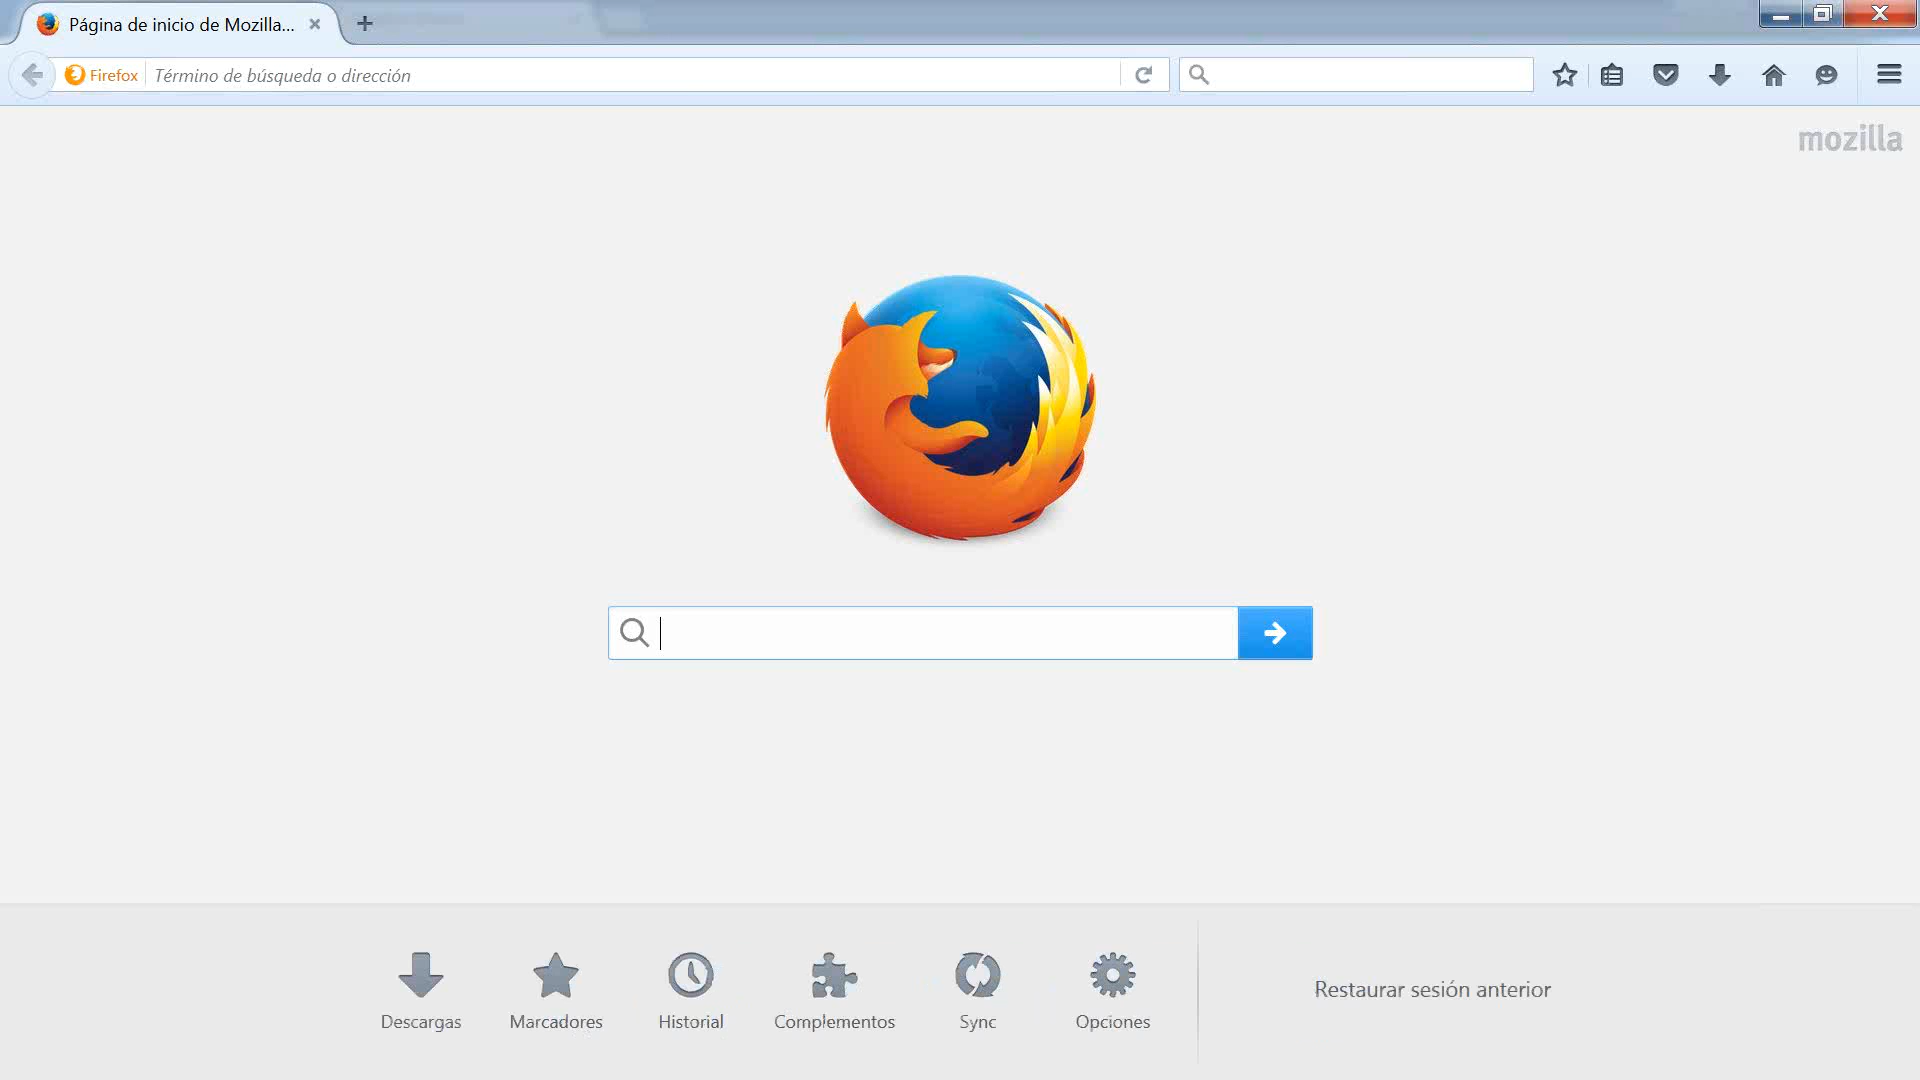 Página de inicio de Mozilla...
Firefox
Término de búsqueda o dirección
mozilla
Descargas
Marcadores
Historial
Complementos
Sync
Opciones
Restaurar sesión anterior